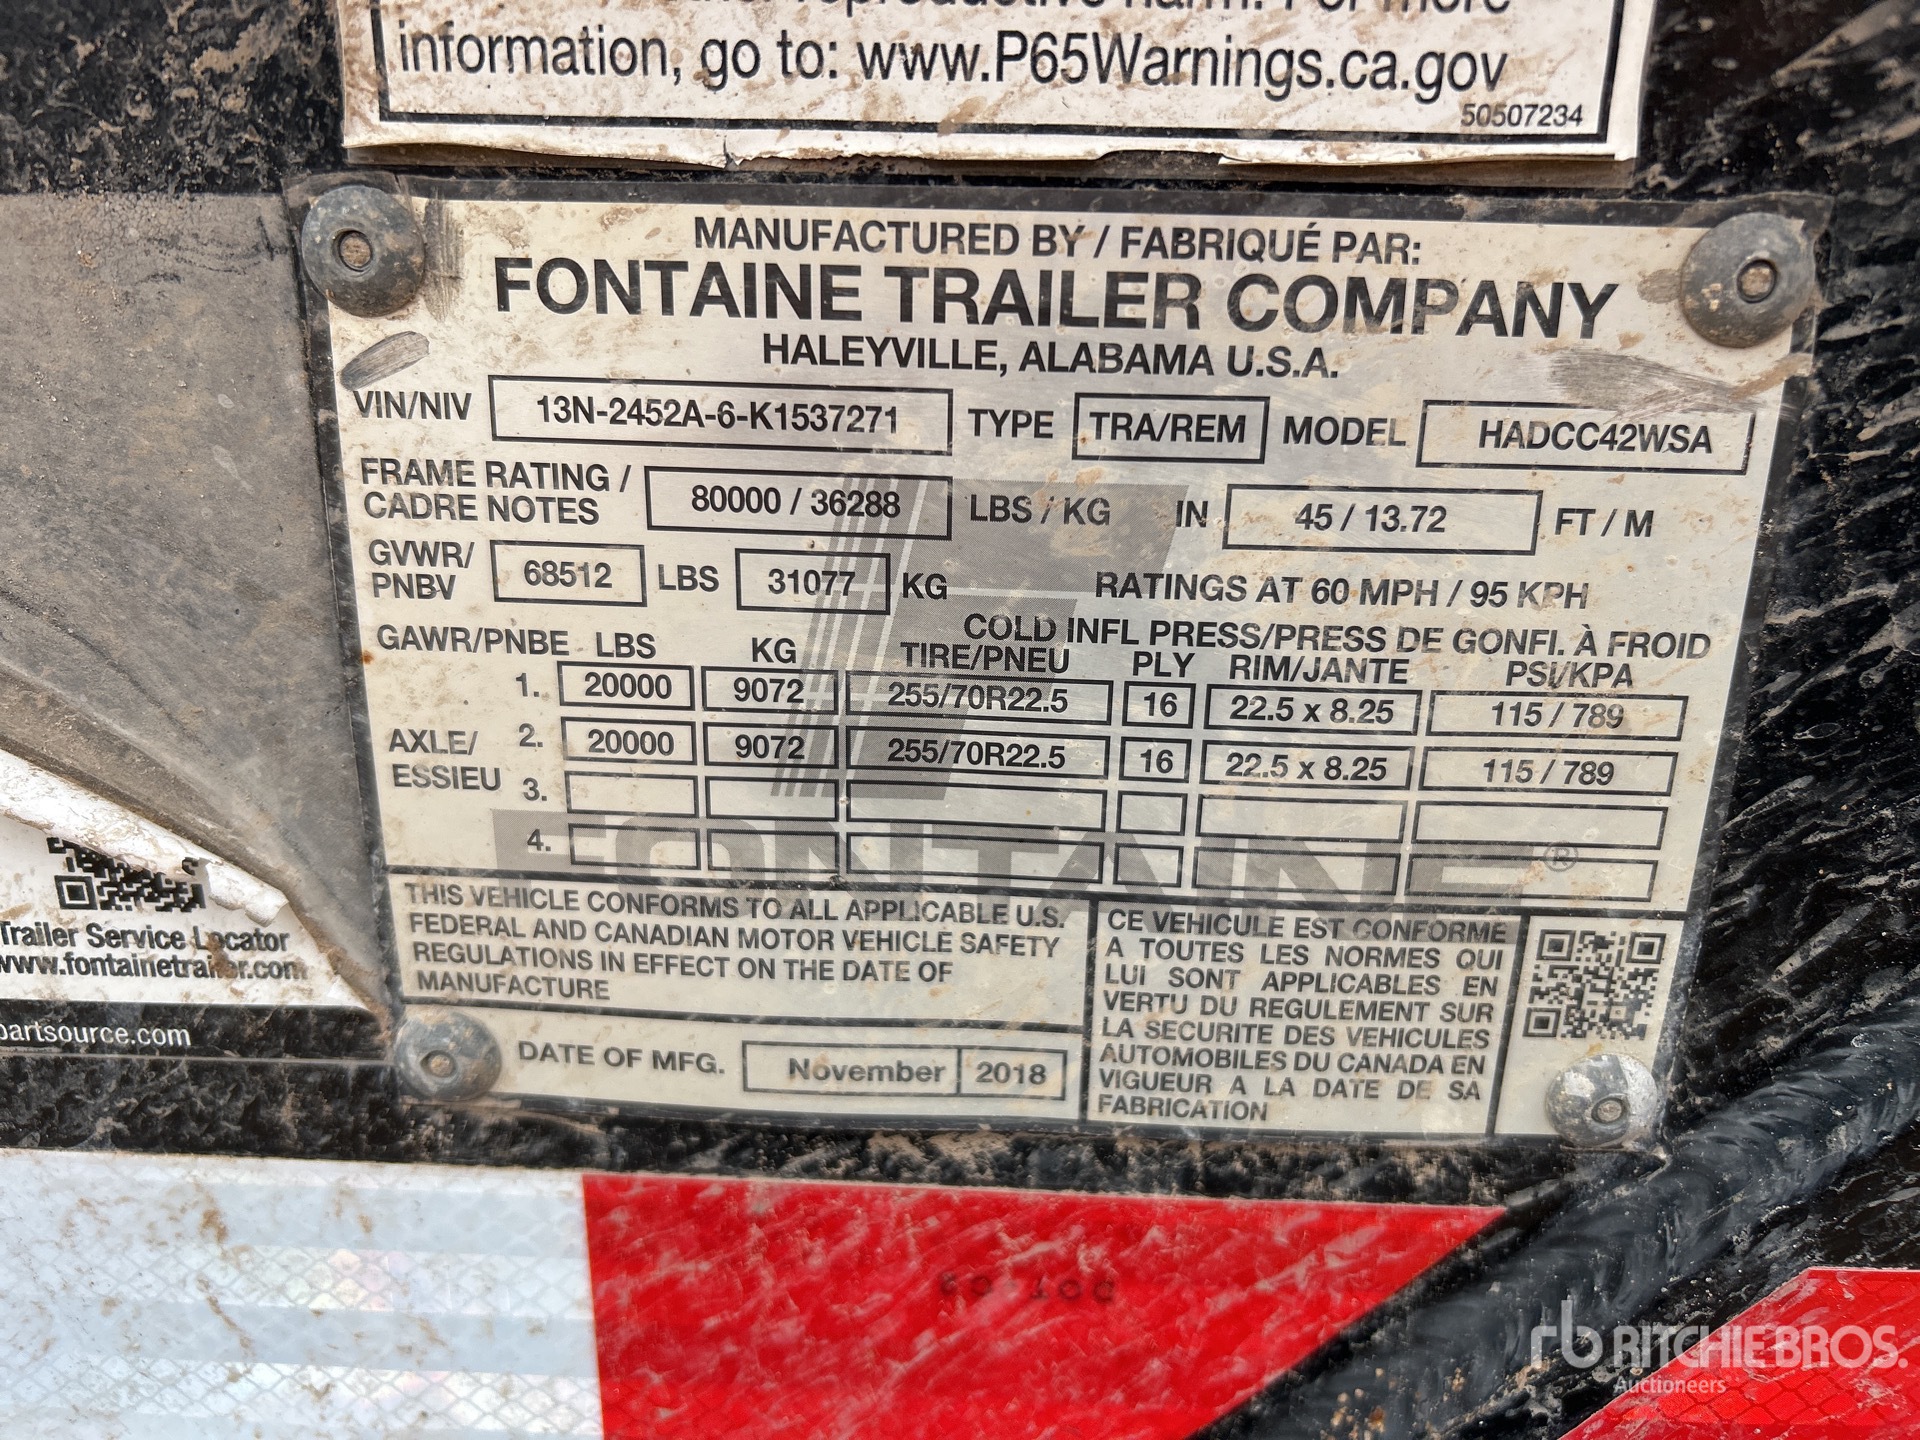 information, go to: www.P65Warnings.ca.gov
50507234
MANUFACTURED BY / FABRIQUÉ PAR:
FONTAINE TRAILER COMPANY
HALEYVILLE, ALABAMA U.S.A.
VIN/NIV 13N-2452A-6-K1537271 TYPE TRA/REM MODEL HADCC42WSA
FRAME RATING / CADRE NOTES 80000 / 36288 LBS / KG IN 45 / 13.72 FT / M
GVWR/ PNBV 68512 LBS 31077 KG RATINGS AT 60 MPH / 95 KPH
COLD INFL PRESS/PRESS DE GONFI. À FROID
GAWR/PNBE LBS KG TIRE/PNEU PLY RIM/JANTE PSI/KPA
1. 20000 9072 255/70R22.5 16 22.5 x 8.25 115 / 789
AXLE/ ESSIEU 2. 20000 9072 255/70R22.5 16 22.5 x 8.25 115 / 789
3.
4.
FONTAINE ®
THIS VEHICLE CONFORMS TO ALL APPLICABLE U.S.
FEDERAL AND CANADIAN MOTOR VEHICLE SAFETY
REGULATIONS IN EFFECT ON THE DATE OF
MANUFACTURE
DATE OF MFG. November 2018
CE VEHICULE EST CONFORME
A TOUTES LES NORMES QUI
LUI SONT APPLICABLES EN
VERTU DU REGULEMENT SUR
LA SECURITE DES VEHICULES
AUTOMOBILES DU CANADA EN
VIGUEUR A LA DATE DE SA
FABRICATION
Trailer Service Locator
www.fontainetrailer.com
partsource.com
rb RITCHIE BROS.
Auctioneers